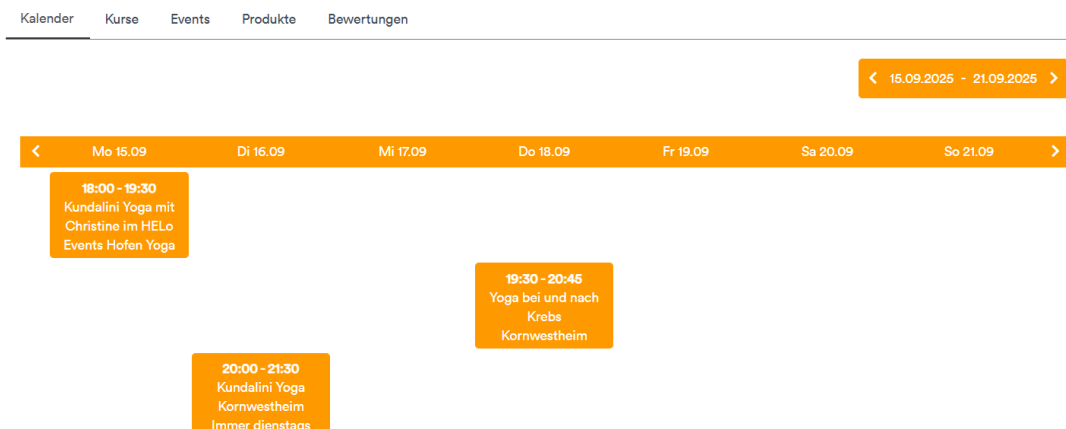 Kalender Kurse Events Produkte Bewertungen
15.09.2025 - 21.09.2025
Mo 15.09 Di 16.09 Mi 17.09 Do 18.09 Fr 19.09 Sa 20.09 So 21.09
18:00 - 19:30
Kundalini Yoga mit
Christine im HELo
Events Hofen Yoga
19:30 - 20:45
Yoga bei und nach
Krebs
Kornwestheim
20:00 - 21:30
Kundalini Yoga
Kornwestheim
Immer dienstags